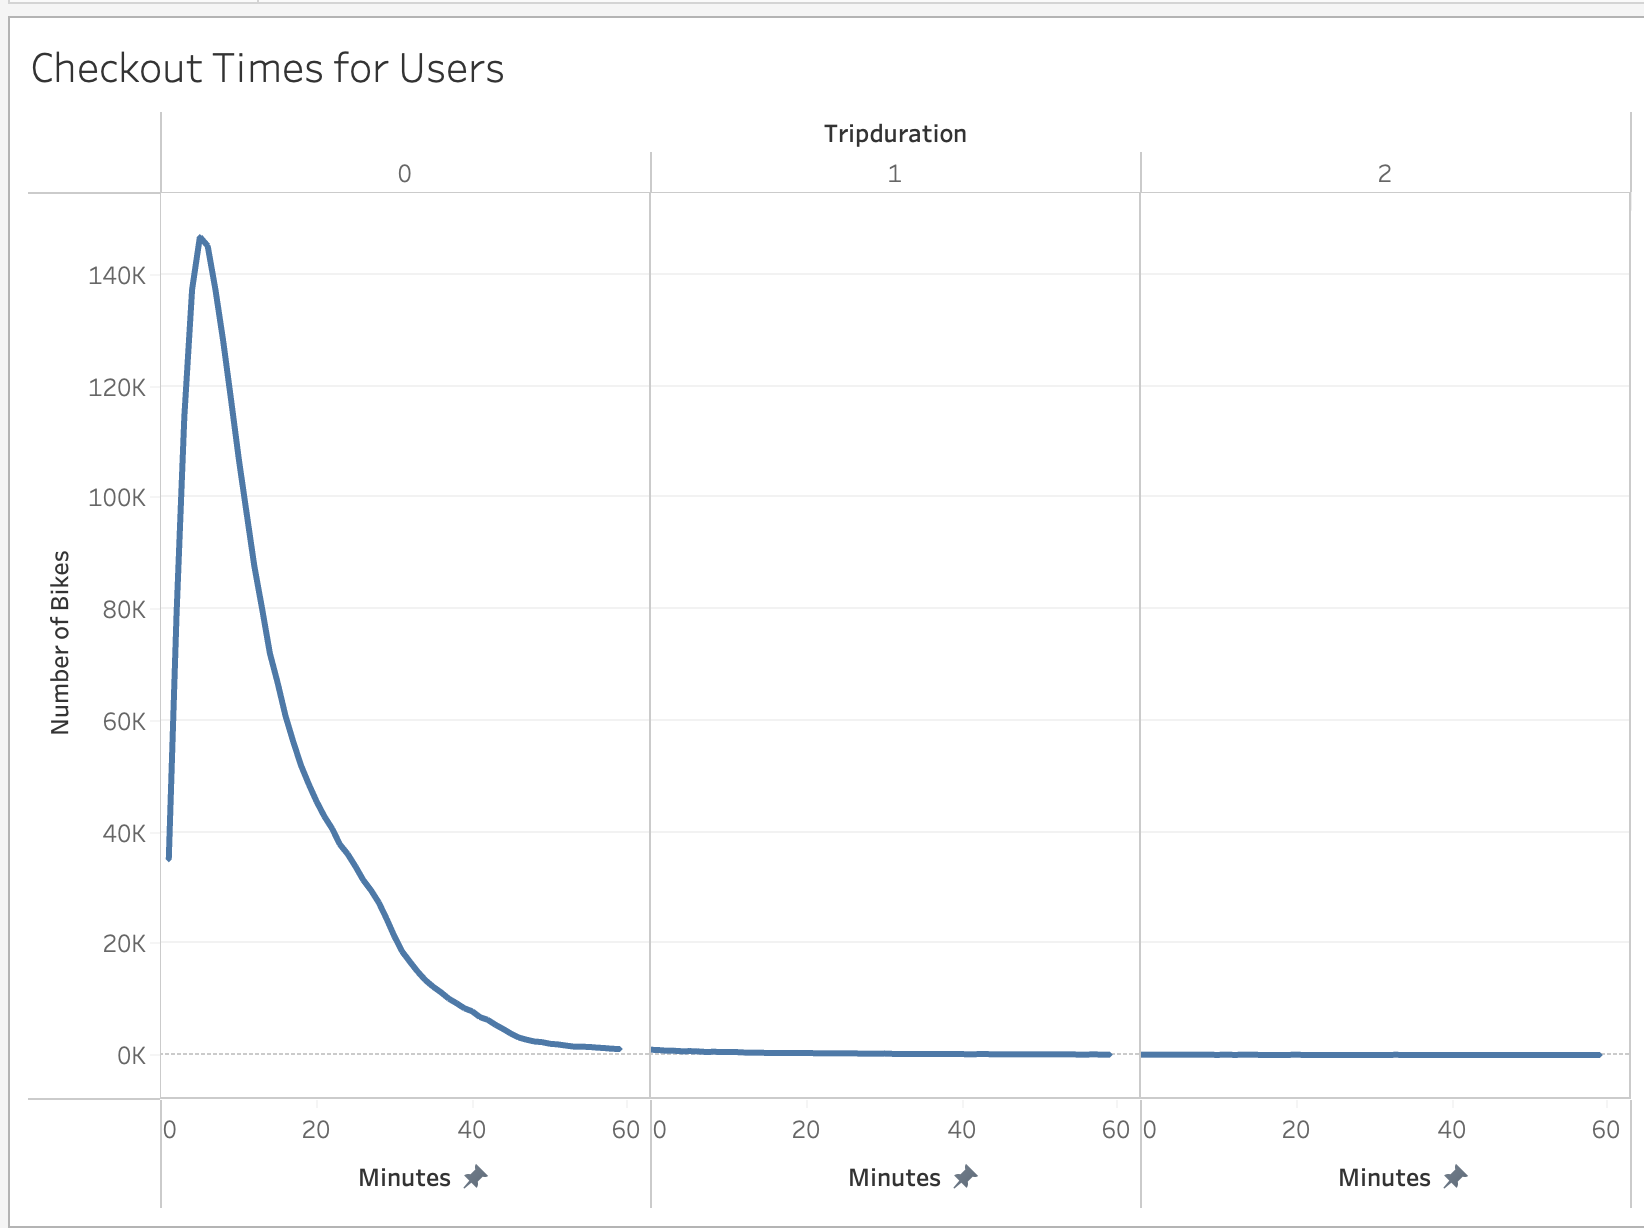 Checkout Times for Users
Tripduration
0 1 2
140K
120K
100K
80K
60K
40K
20K
0K
Number of Bikes
0 20 40 60 0 20 40 60 0 20 40 60
Minutes Minutes Minutes